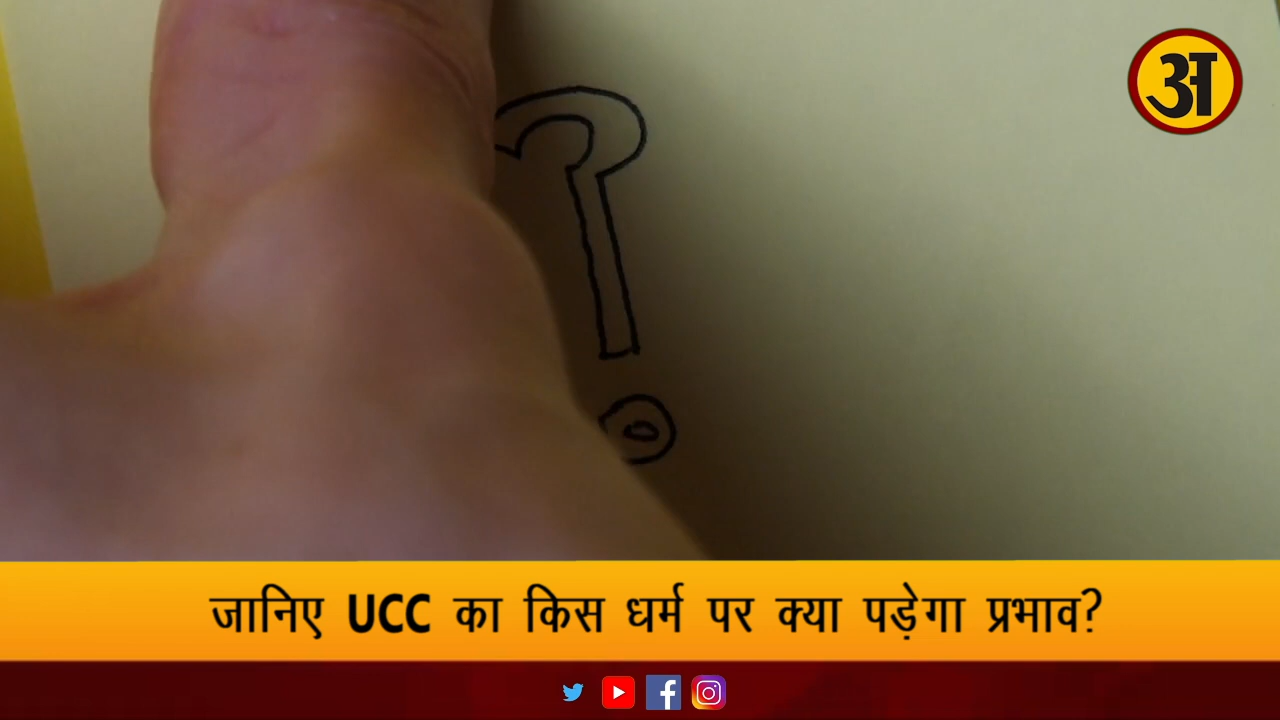 ?
अ
जानिए UCC का किस धर्म पर क्या पड़ेगा प्रभाव?